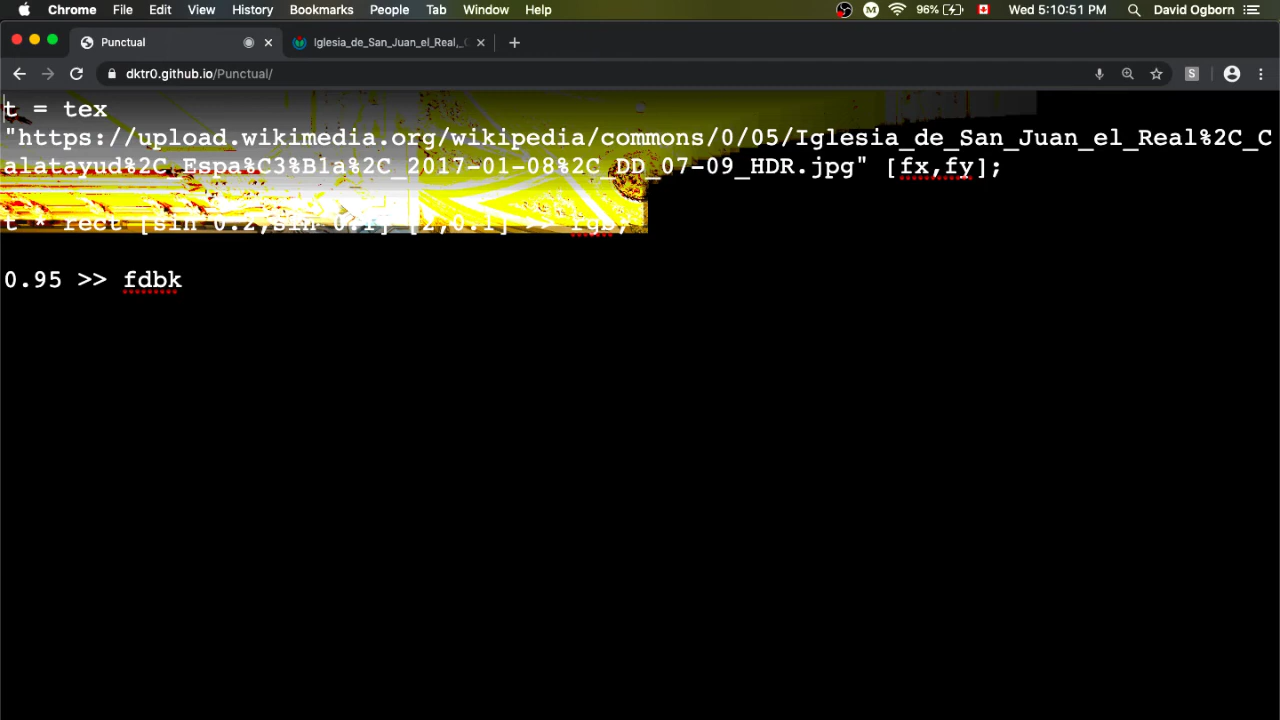 Chrome File Edit View History Bookmarks People Tab Window Help M 96% Wed 5:10:51 PM David Ogborn
Punctual Iglesia_de_San_Juan_el_Real,_
dktr0.github.io/Punctual/ S
t = tex
"https://upload.wikimedia.org/wikipedia/commons/0/05/Iglesia_de_San_Juan_el_Real%2C_C
alatayud%2C_Espa%C3%B1a%2C_2017-01-08%2C_DD_07-09_HDR.jpg" [fx,fy];
t * rect [sin 0.2,sin 0.1] [2,0.1] >> rgb;
0.95 >> fdbk